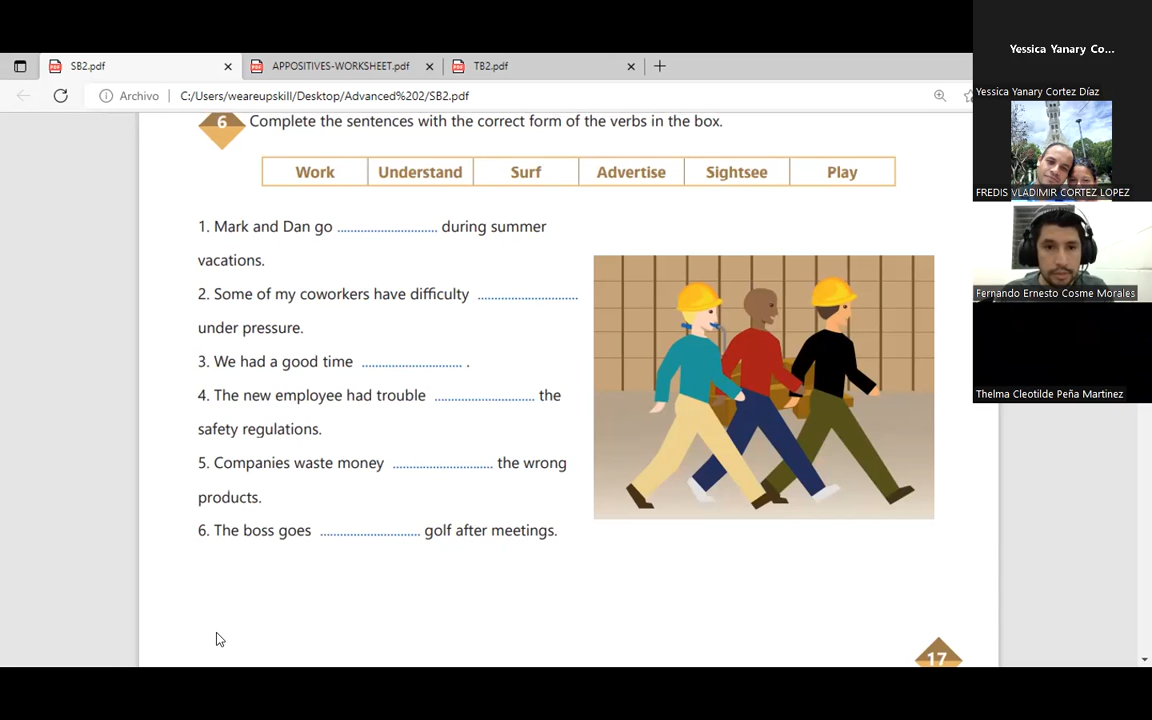 Yessica Yanary Co...
SB2.pdf
APPOSITIVES-WORKSHEET.pdf
TB2.pdf
Archivo
C:/Users/weareupskill/Desktop/Advanced%202/SB2.pdf
Yessica Yanary Cortez Díaz
6 Complete the sentences with the correct form of the verbs in the box.
Work Understand Surf Advertise Sightsee Play
FREDIS VLADIMIR CORTEZ LOPEZ
1. Mark and Dan go .............................. during summer
vacations.
2. Some of my coworkers have difficulty ..............................
under pressure.
Fernando Ernesto Cosme Morales
3. We had a good time .............................. .
4. The new employee had trouble .............................. the
safety regulations.
Thelma Cleotilde Peña Martinez
5. Companies waste money .............................. the wrong
products.
6. The boss goes .............................. golf after meetings.
17